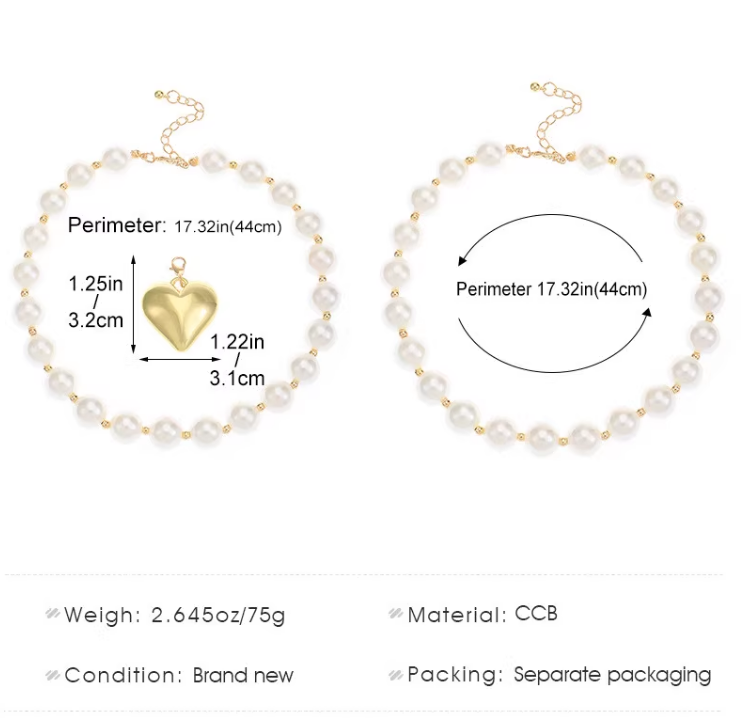 Perimeter: 17.32in(44cm)
1.25in
/
3.2cm
1.22in
/
3.1cm
Perimeter 17.32in(44cm)
Weigh: 2.645oz/75g
Material: CCB
Condition: Brand new
Packing: Separate packaging